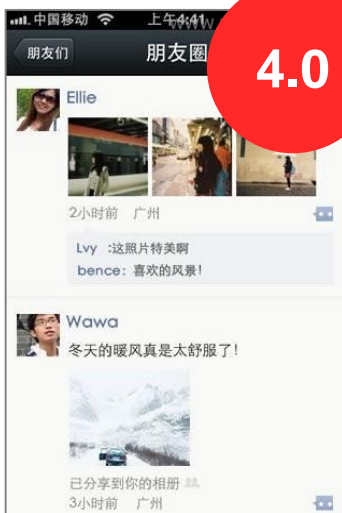 中国移动 上午4:41
www.
朋友们 朋友圈
4.0
Ellie
2小时前 广州
Lvy :这照片特美啊
bence: 喜欢的风景!
Wawa
冬天的暖风真是太舒服了!
已分享到你的相册
3小时前 广州